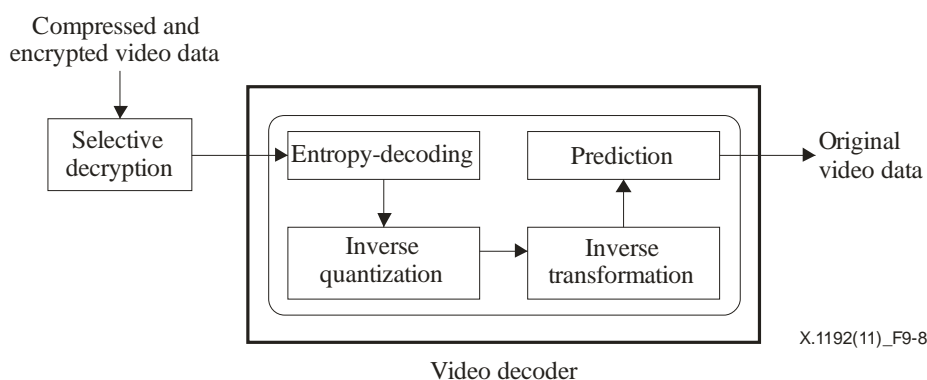 Compressed and
encrypted video data
Selective
decryption
Entropy-decoding
Prediction
Original
video data
Inverse
quantization
Inverse
transformation
X.1192(11)_F9-8
Video decoder